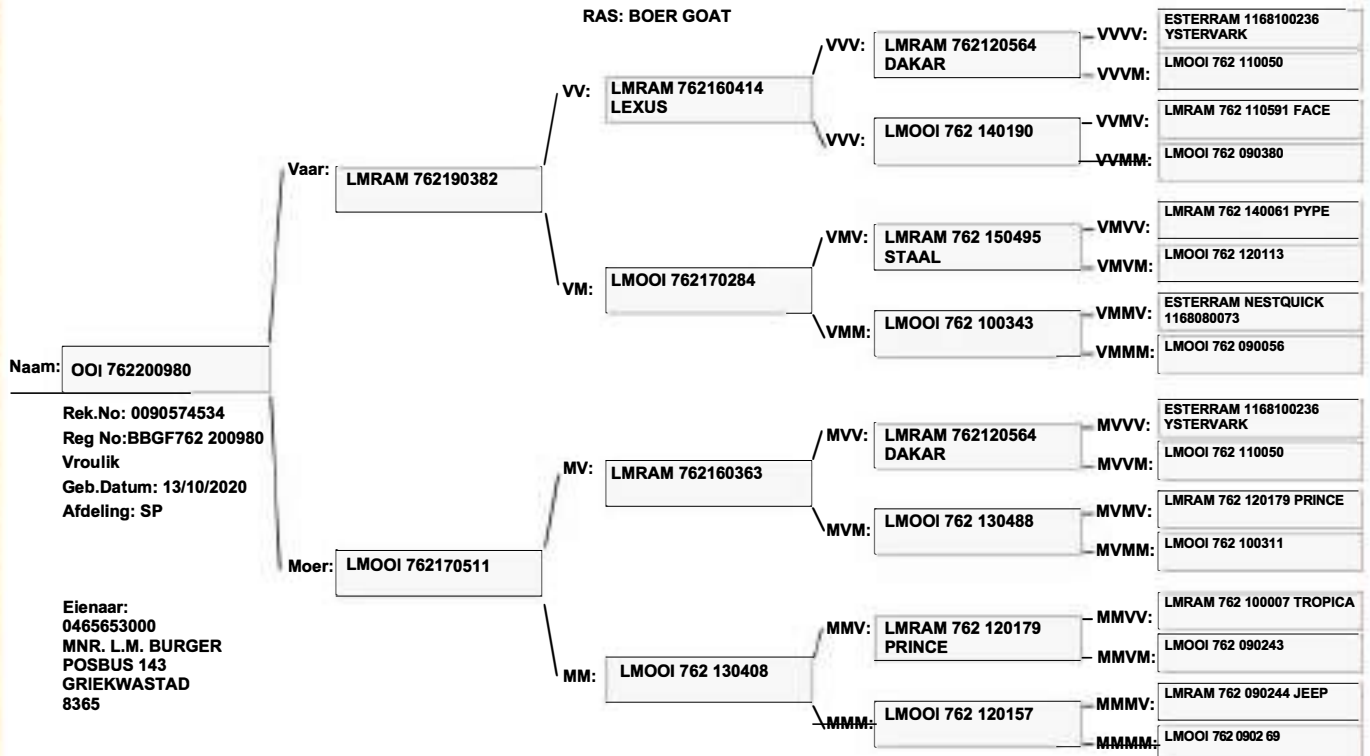 RAS: BOER GOAT
Naam: OOI 762200980
Rek.No: 0090574534
Reg No:BBGF762 200980
Vroulik
Geb.Datum: 13/10/2020
Afdeling: SP
Eienaar:
0465653000
MNR. L.M. BURGER
POSBUS 143
GRIEKWASTAD
8365
Vaar: LMRAM 762190382
Moer: LMOOI 762170511
VV: LMRAM 762160414
LEXUS
VM: LMOOI 762170284
MV: LMRAM 762160363
MM: LMOOI 762 130408
VVV: LMRAM 762120564
DAKAR
VVV: LMOOI 762 140190
VMV: LMRAM 762 150495
STAAL
VMM: LMOOI 762 100343
MVV: LMRAM 762120564
DAKAR
MVM: LMOOI 762 130488
MMV: LMRAM 762 120179
PRINCE
MMM: LMOOI 762 120157
VVVV: ESTERRAM 1168100236
YSTERVARK
VVVM: LMOOI 762 110050
VVMV: LMRAM 762 110591 FACE
VVMM: LMOOI 762 090380
VMVV: LMRAM 762 140061 PYPE
VMVM: LMOOI 762 120113
VMMV: ESTERRAM NESTQUICK
1168080073
VMMM: LMOOI 762 090056
MVVV: ESTERRAM 1168100236
YSTERVARK
MVVM: LMOOI 762 110050
MVMV: LMRAM 762 120179 PRINCE
MVMM: LMOOI 762 100311
MMVV: LMRAM 762 100007 TROPICA
MMVM: LMOOI 762 090243
MMMV: LMRAM 762 090244 JEEP
MMMM: LMOOI 762 0902 69